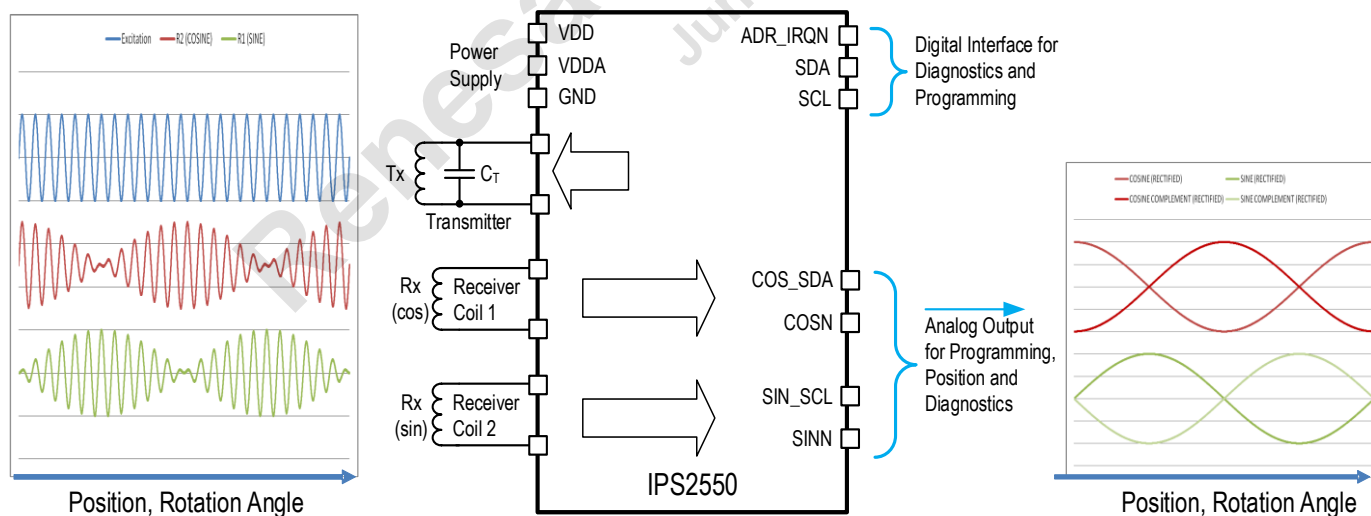 Excitation R2 (COSINE) R1 (SINE)
Position, Rotation Angle
Power
Supply
VDD
VDDA
GND
Tx
CT
Transmitter
Rx
(cos)
Receiver
Coil 1
Rx
(sin)
Receiver
Coil 2
IPS2550
ADR_IRQN
SDA
SCL
Digital Interface for
Diagnostics and
Programming
COS_SDA
COSN
SIN_SCL
SINN
Analog Output
for Programming,
Position and
Diagnostics
COSINE (RECTIFIED) SINE (RECTIFIED)
COSINE COMPLEMENT (RECTIFIED) SINE COMPLEMENT (RECTIFIED)
Position, Rotation Angle